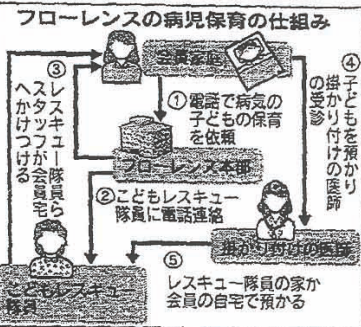 フローレンスの病児保育の仕組み
会員家庭
①電話で病気の
子どもの保育
を依頼
フローレンス本部
②こどもレスキュー
隊員に電話連絡
こどもレスキュー
隊員
③レスキュー隊員ら
スタッフが会員宅
へかけつける
④子どもを預かり
掛かり付けの医師
の受診
掛かり付けの医師
⑤
レスキュー隊員の家か
会員の自宅で預かる